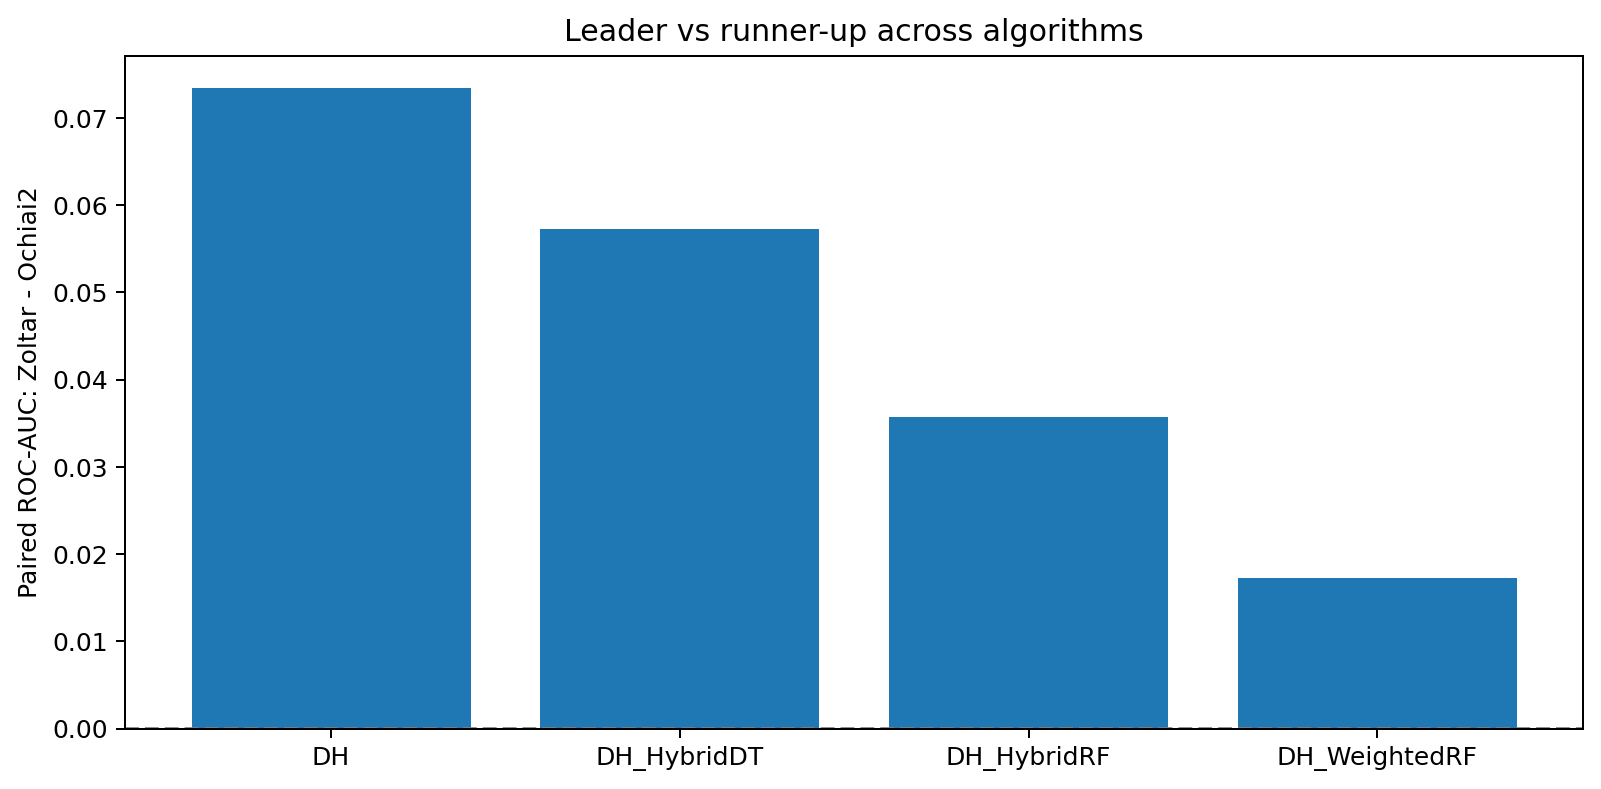 Leader vs runner-up across algorithms
Paired ROC-AUC: Zoltar - Ochiai2
0.07
0.06
0.05
0.04
0.03
0.02
0.01
0.00
DH
DH_HybridDT
DH_HybridRF
DH_WeightedRF